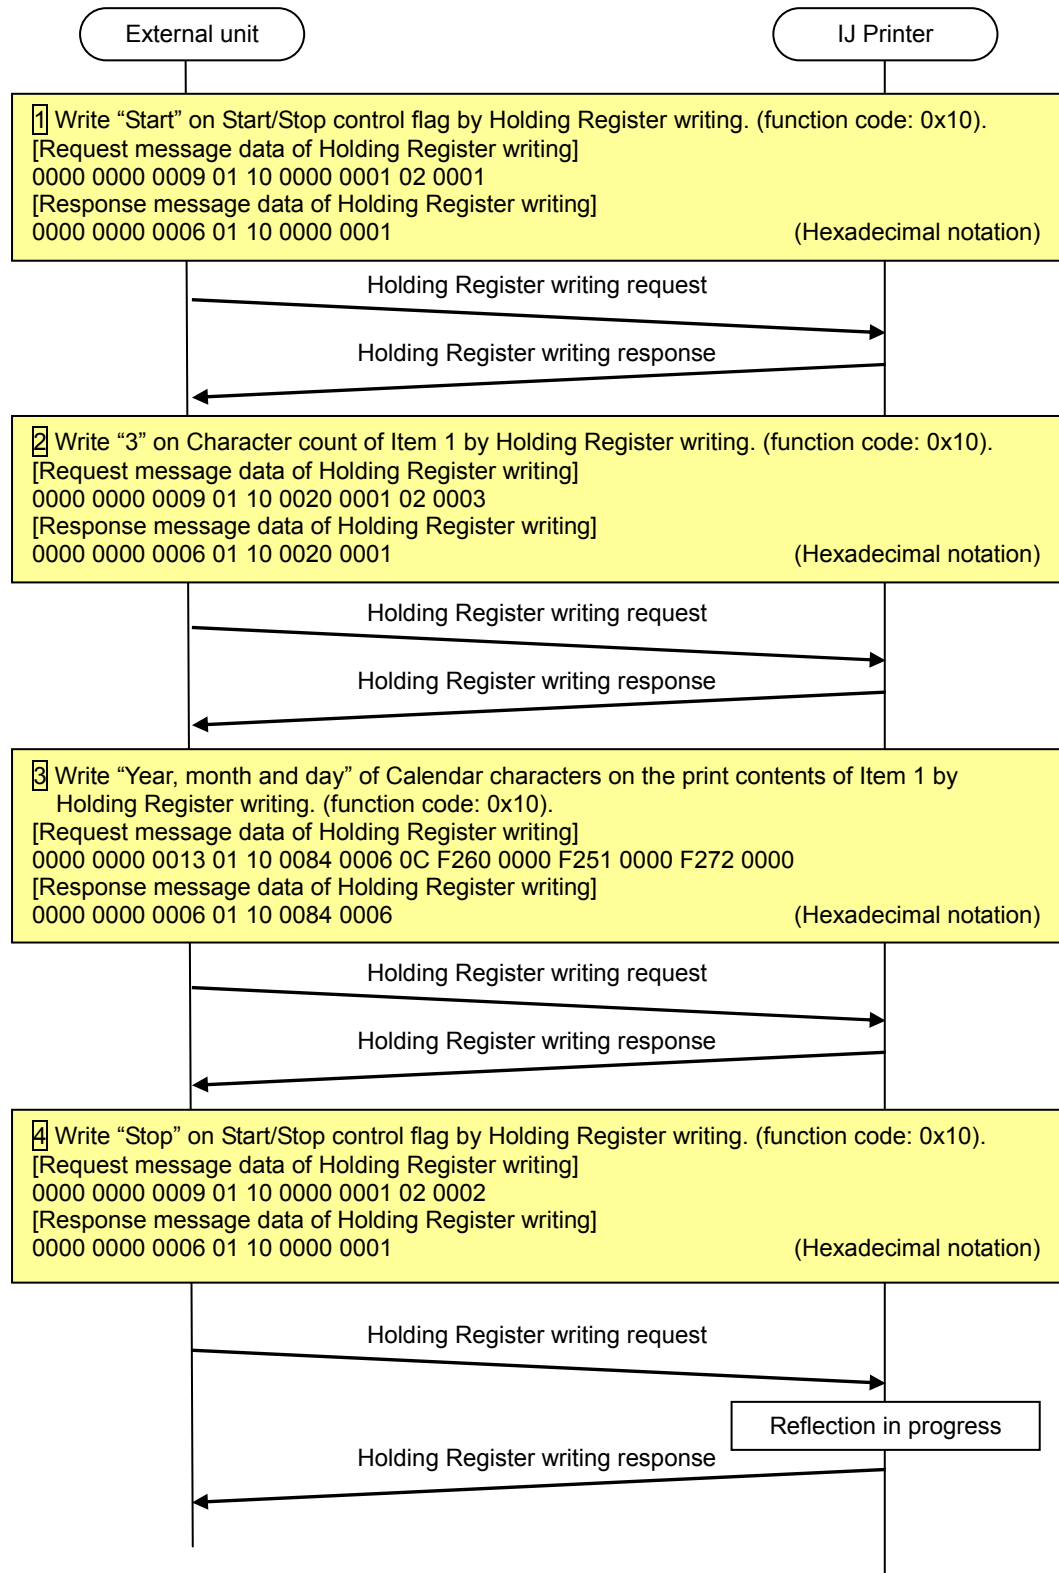 External unit
IJ Printer
1 Write “Start” on Start/Stop control flag by Holding Register writing. (function code: 0x10).
[Request message data of Holding Register writing]
0000 0000 0009 01 10 0000 0001 02 0001
[Response message data of Holding Register writing]
0000 0000 0006 01 10 0000 0001 (Hexadecimal notation)
Holding Register writing request
Holding Register writing response
2 Write “3” on Character count of Item 1 by Holding Register writing. (function code: 0x10).
[Request message data of Holding Register writing]
0000 0000 0009 01 10 0020 0001 02 0003
[Response message data of Holding Register writing]
0000 0000 0006 01 10 0020 0001 (Hexadecimal notation)
Holding Register writing request
Holding Register writing response
3 Write “Year, month and day” of Calendar characters on the print contents of Item 1 by
Holding Register writing. (function code: 0x10).
[Request message data of Holding Register writing]
0000 0000 0013 01 10 0084 0006 0C F260 0000 F251 0000 F272 0000
[Response message data of Holding Register writing]
0000 0000 0006 01 10 0084 0006 (Hexadecimal notation)
Holding Register writing request
Holding Register writing response
4 Write “Stop” on Start/Stop control flag by Holding Register writing. (function code: 0x10).
[Request message data of Holding Register writing]
0000 0000 0009 01 10 0000 0001 02 0002
[Response message data of Holding Register writing]
0000 0000 0006 01 10 0000 0001 (Hexadecimal notation)
Holding Register writing request
Reflection in progress
Holding Register writing response